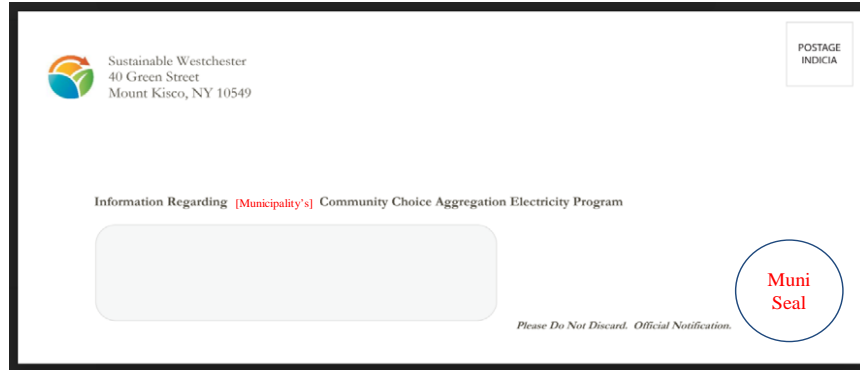 Sustainable Westchester
40 Green Street
Mount Kisco, NY 10549
POSTAGE
INDICIA
Information Regarding [Municipality's] Community Choice Aggregation Electricity Program
Muni
Seal
Please Do Not Discard. Official Notification.